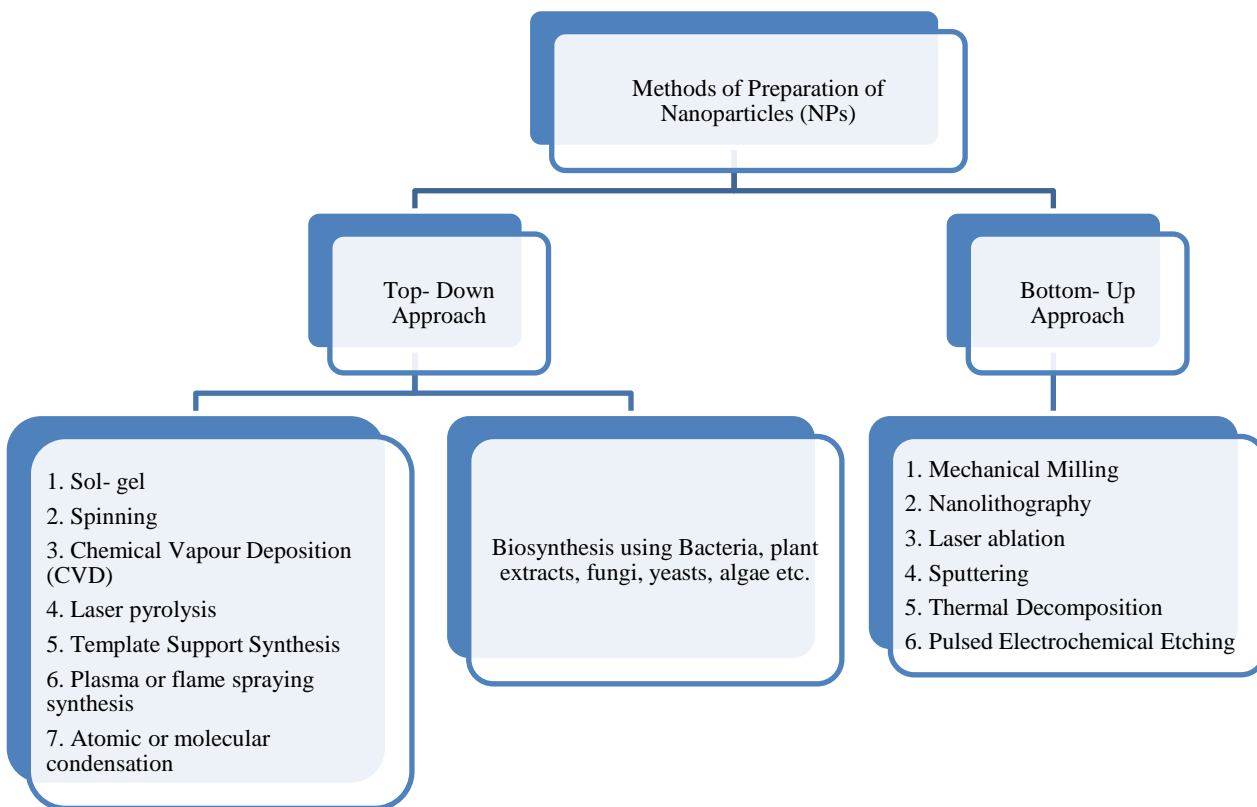 Methods of Preparation of
Nanoparticles (NPs)
Top- Down
Approach
Bottom- Up
Approach
1. Sol- gel
2. Spinning
3. Chemical Vapour Deposition
(CVD)
4. Laser pyrolysis
5. Template Support Synthesis
6. Plasma or flame spraying
synthesis
7. Atomic or molecular
condensation
Biosynthesis using Bacteria, plant
extracts, fungi, yeasts, algae etc.
1. Mechanical Milling
2. Nanolithography
3. Laser ablation
4. Sputtering
5. Thermal Decomposition
6. Pulsed Electrochemical Etching